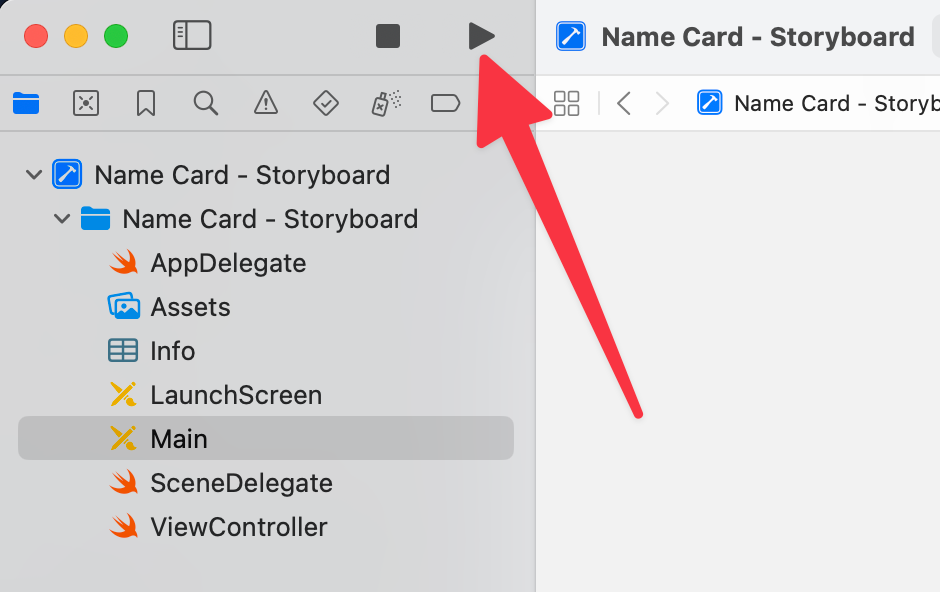 Name Card - Storyboard
Name Card - Storyb
Name Card - Storyboard
Name Card - Storyboard
AppDelegate
Assets
Info
LaunchScreen
Main
SceneDelegate
ViewController